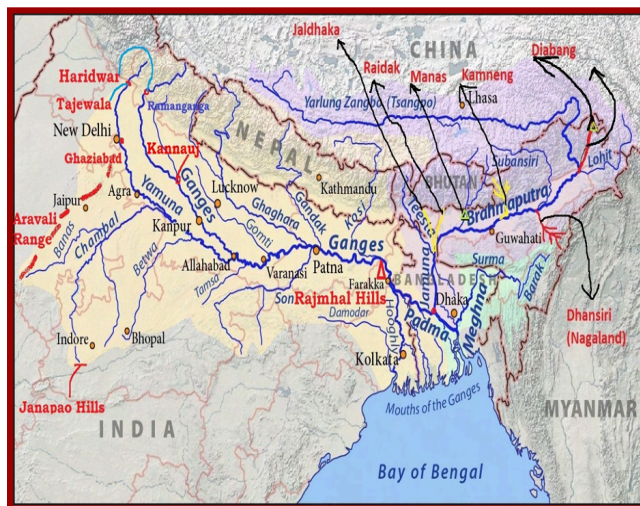 Jaldhaka
CHINA
Diabang
Raidak
Manas
Kamneng
Haridwar
Tajewala
Ramanganga
Yarlung Zangbo (Tsangpo)
Lhasa
New Delhi
NEPAL
Kannauj
Ghaziabad
Subansiri
Lohit
BHUTAN
Kathmandu
Agra
Yamuna
Ganges
Lucknow
Ghaghara
Gandak
Kosi
Teesta
Brahmaputra
Jaipur
Aravali
Range
Banas
Chambal
Kanpur
Gomti
Ganges
Guwahati
Betwa
Allahabad
Varanasi
Patna
Surma
Barak
Tamsa
Son
Farakka
BANGLADESH
Jamuna
Rajmhal Hills
Dhaka
Meghna
Dhansiri
(Nagaland)
Damodar
Hooghly
Padma
Indore
Bhopal
Kolkata
Janapao Hills
Mouths of the Ganges
MYANMAR
INDIA
Bay of Bengal